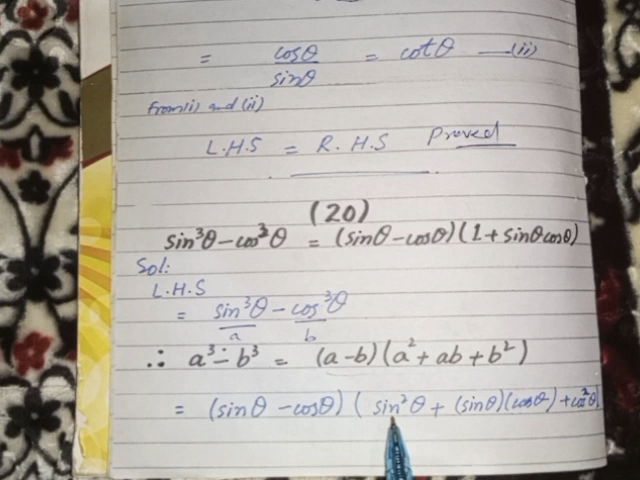 = cosθ/sinθ = cotθ —(ii)
From(i) and (ii)
L.H.S = R.H.S Proved
(20)
sin³θ-cos³θ = (sinθ-cosθ)(1+sinθcosθ)
Sol:
L.H.S
= sin³θ - cos³θ
a b
∴ a³-b³ = (a-b)(a²+ab+b²)
= (sinθ-cosθ)(sin²θ+(sinθ)(cosθ)+cos²θ)